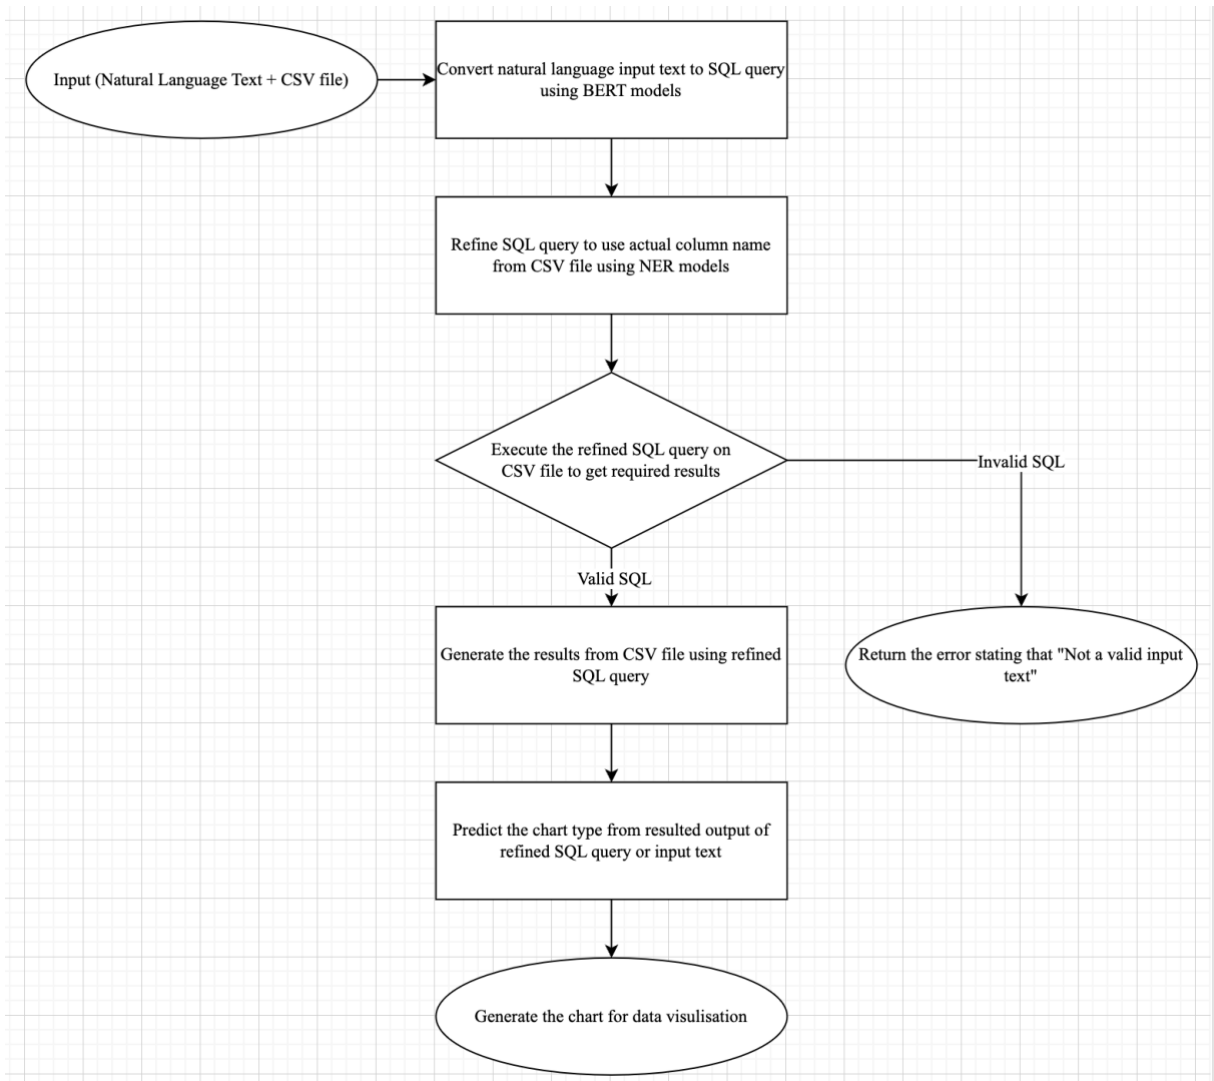 Input (Natural Language Text + CSV file)
Convert natural language input text to SQL query
using BERT models
Refine SQL query to use actual column name
from CSV file using NER models
Execute the refined SQL query on
CSV file to get required results
Invalid SQL
Valid SQL
Generate the results from CSV file using refined
SQL query
Return the error stating that "Not a valid input
text"
Predict the chart type from resulted output of
refined SQL query or input text
Generate the chart for data visulisation